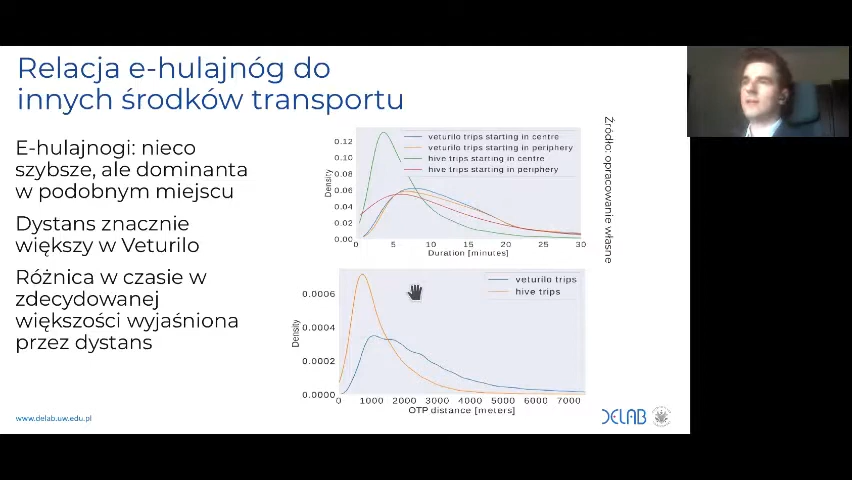 Relacja e-hulajnóg do
innych środków transportu
E-hulajnogi: nieco
szybsze, ale dominanta
w podobnym miejscu
Dystans znacznie
większy w Veturilo
Różnica w czasie w
zdecydowanej
większości wyjaśniona
przez dystans
veturilo trips starting in centre
veturilo trips starting in periphery
hive trips starting in centre
hive trips starting in periphery
Density
0.12
0.10
0.08
0.06
0.04
0.02
0.00
0 5 10 15 20 25 30
Duration [minutes]
Źródło: opracowanie własne
veturilo trips
hive trips
Density
0.0006
0.0004
0.0002
0.0000
0 1000 2000 3000 4000 5000 6000 7000
OTP distance [meters]
www.delab.uw.edu.pl
DELAB